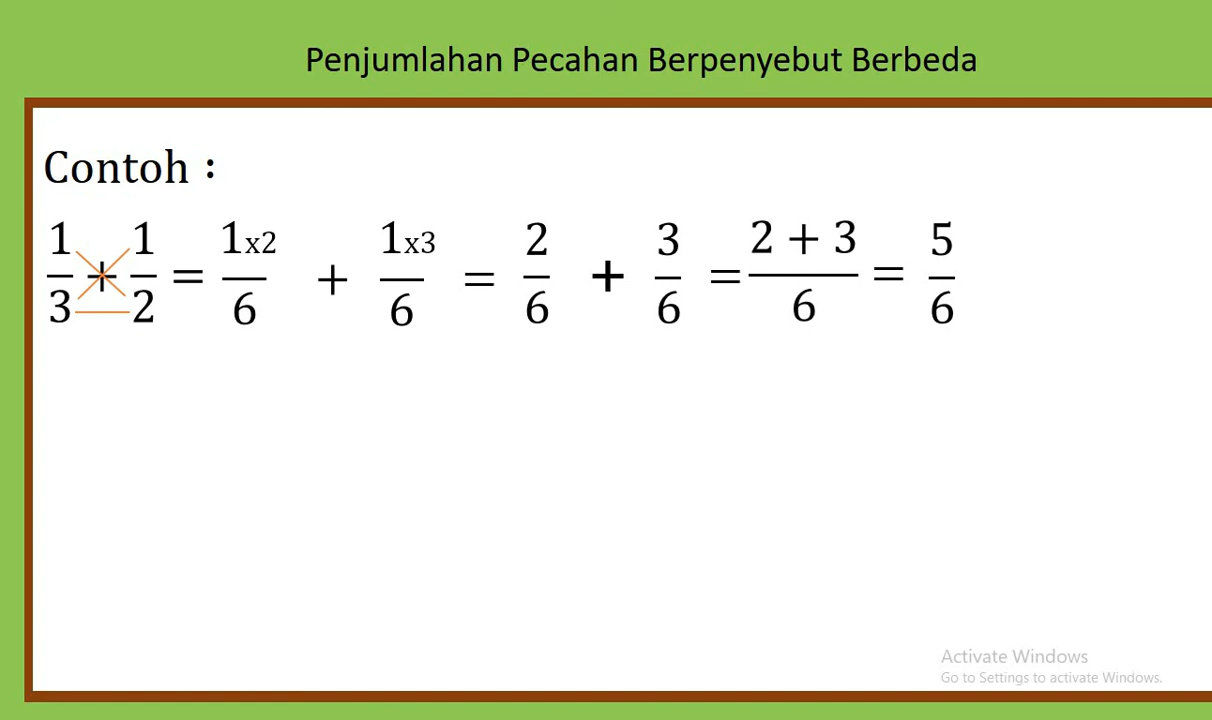 Penjumlahan Pecahan Berpenyebut Berbeda
Contoh :
1/3 + 1/2 = 1x2/6 + 1x3/6 = 2/6 + 3/6 = 2 + 3/6 = 5/6
Activate Windows
Go to Settings to activate Windows.